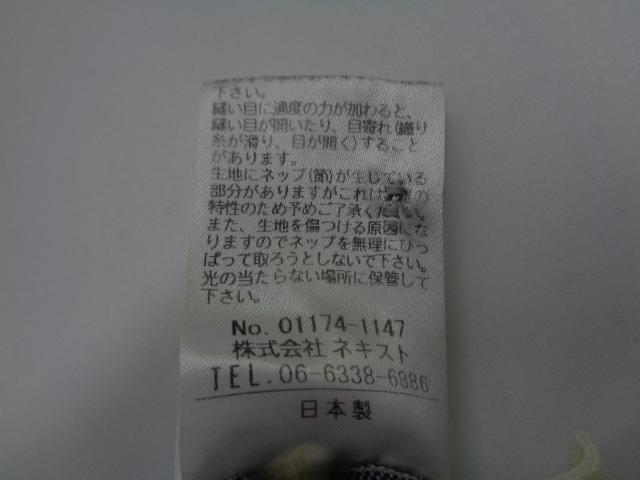 下さい。
縫い目に過度の力が加わると、
縫い目が開いたり、目寄れ(織り
糸が滑り、目が開く)すること
があります。
生地にネップ(節)が生じている
部分がありますがこれは の
特性のため予めご了承ください。
また、生地を傷つける原因にな
りますのでネップを無理にひっ
ぱって取ろうとしないで下さい。
光の当たらない場所に保管して
下さい。
No. 01174-1147
株式会社 ネキスト
TEL. 06-6338-6886
日本製